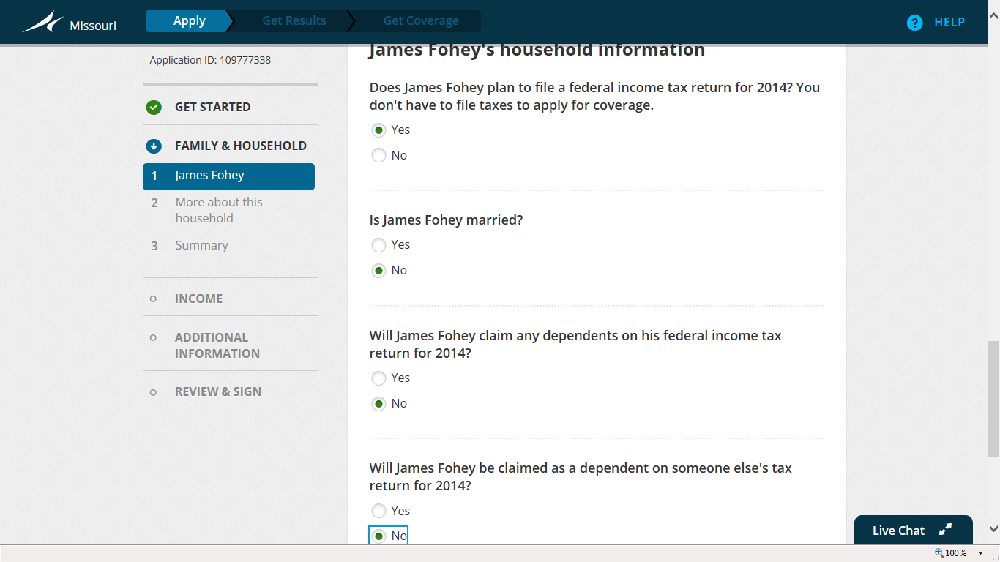 Missouri
Apply
Get Results
Get Coverage
? HELP
Application ID: 109777338
GET STARTED
FAMILY & HOUSEHOLD
1 James Fohey
2 More about this
household
3 Summary
INCOME
ADDITIONAL
INFORMATION
REVIEW & SIGN
James Fohey's household information
Does James Fohey plan to file a federal income tax return for 2014? You
don't have to file taxes to apply for coverage.
Yes
No
Is James Fohey married?
Yes
No
Will James Fohey claim any dependents on his federal income tax
return for 2014?
Yes
No
Will James Fohey be claimed as a dependent on someone else's tax
return for 2014?
Yes
No
Live Chat
100%